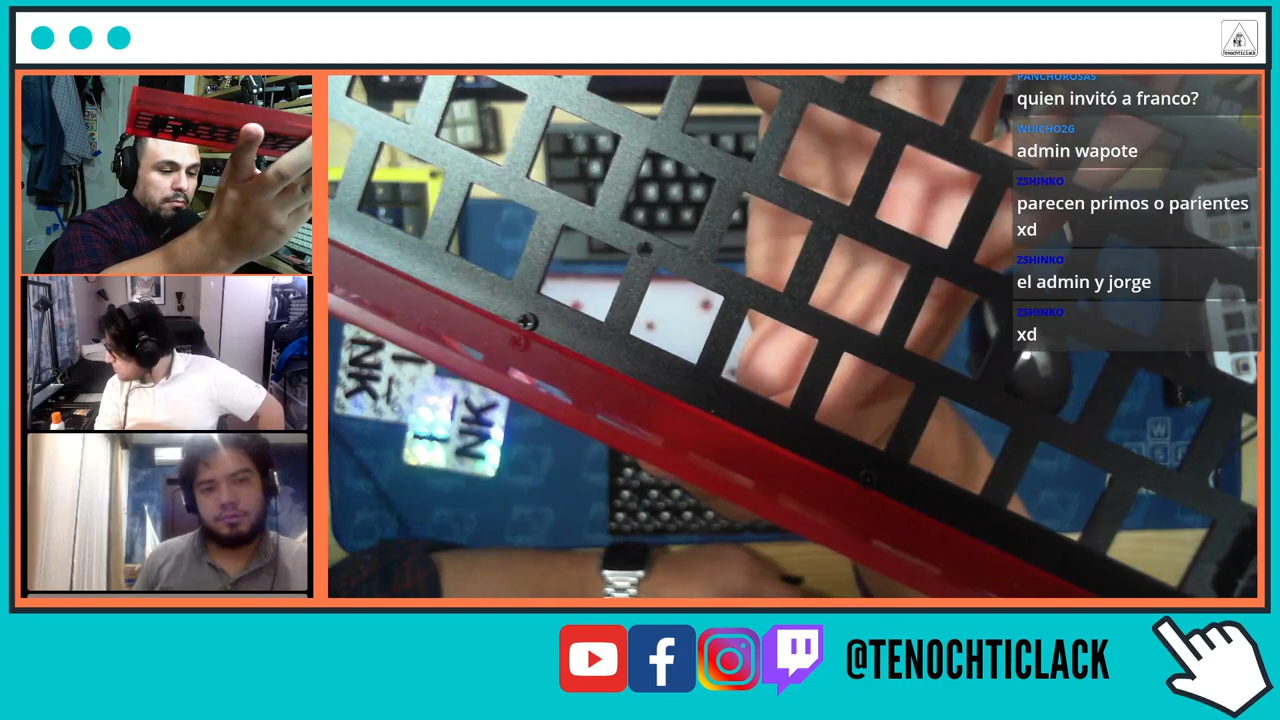 Tenochticlack
PANCHOROSAS
quien invitó a franco?
WUICHO2G
admin wapote
ZSHINKO
parecen primos o parientes
xd
ZSHINKO
el admin y jorge
ZSHINKO
xd
NK
NK
W
@TENOCHTICLACK